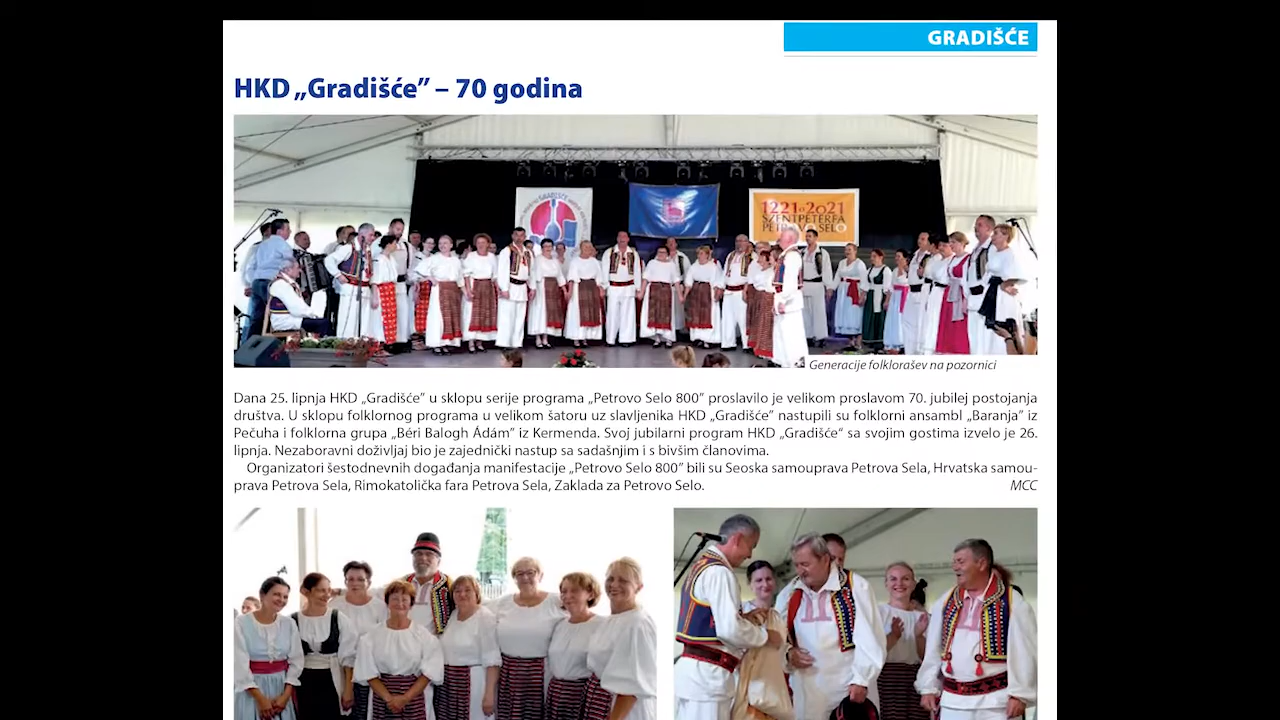 GRADIŠĆE
HKD „Gradišće” – 70 godina
GRADIŠĆE
1221-2021
SZENTPÉTERFA
PETROVO SELO
Generacije folklorašev na pozornici
Dana 25. lipnja HKD „Gradišće” u sklopu serije programa „Petrovo Selo 800” proslavilo je velikom proslavom 70. jubilej postojanja
društva. U sklopu folklornog programa u velikom šatoru uz slavljenika HKD „Gradišće” nastupili su folklorni ansambl „Baranja” iz
Pečuha i folklorna grupa „Béri Balogh Ádám” iz Kermenda. Svoj jubilarni program HKD „Gradišće“ sa svojim gostima izvelo je 26.
lipnja. Nezaboravni doživljaj bio je zajednički nastup sa sadašnjim i s bivšim članovima.
Organizatori šestodnevnih događanja manifestacije „Petrovo Selo 800” bili su Seoska samouprava Petrova Sela, Hrvatska samou-
prava Petrova Sela, Rimokatolička fara Petrova Sela, Zaklada za Petrovo Selo.
MCC